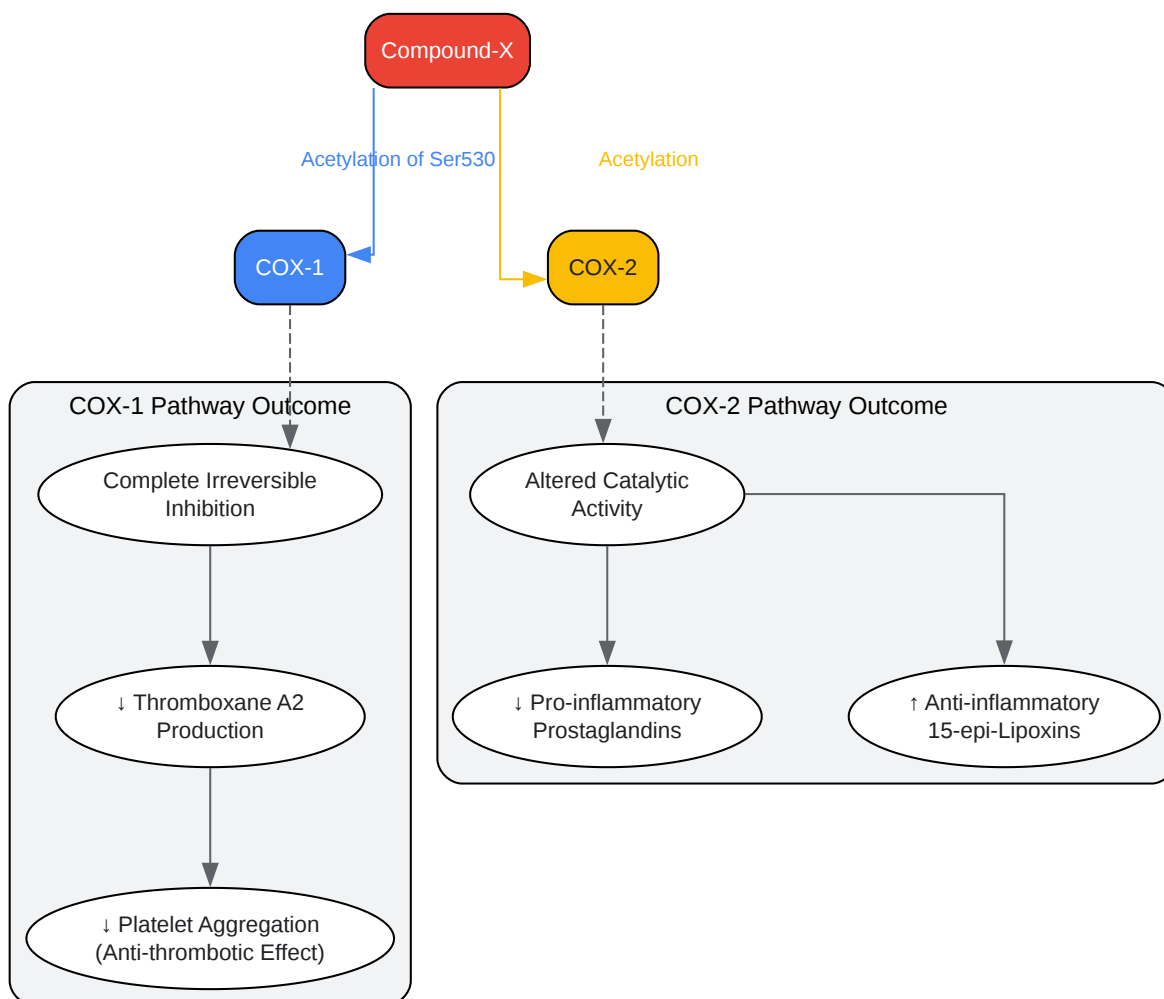 Compound-X
Acetylation of Ser530
Acetylation
COX-1
COX-2
COX-1 Pathway Outcome
Complete Irreversible
Inhibition
↓ Thromboxane A2
Production
↓ Platelet Aggregation
(Anti-thrombotic Effect)
COX-2 Pathway Outcome
Altered Catalytic
Activity
↓ Pro-inflammatory
Prostaglandins
↑ Anti-inflammatory
15-epi-Lipoxins